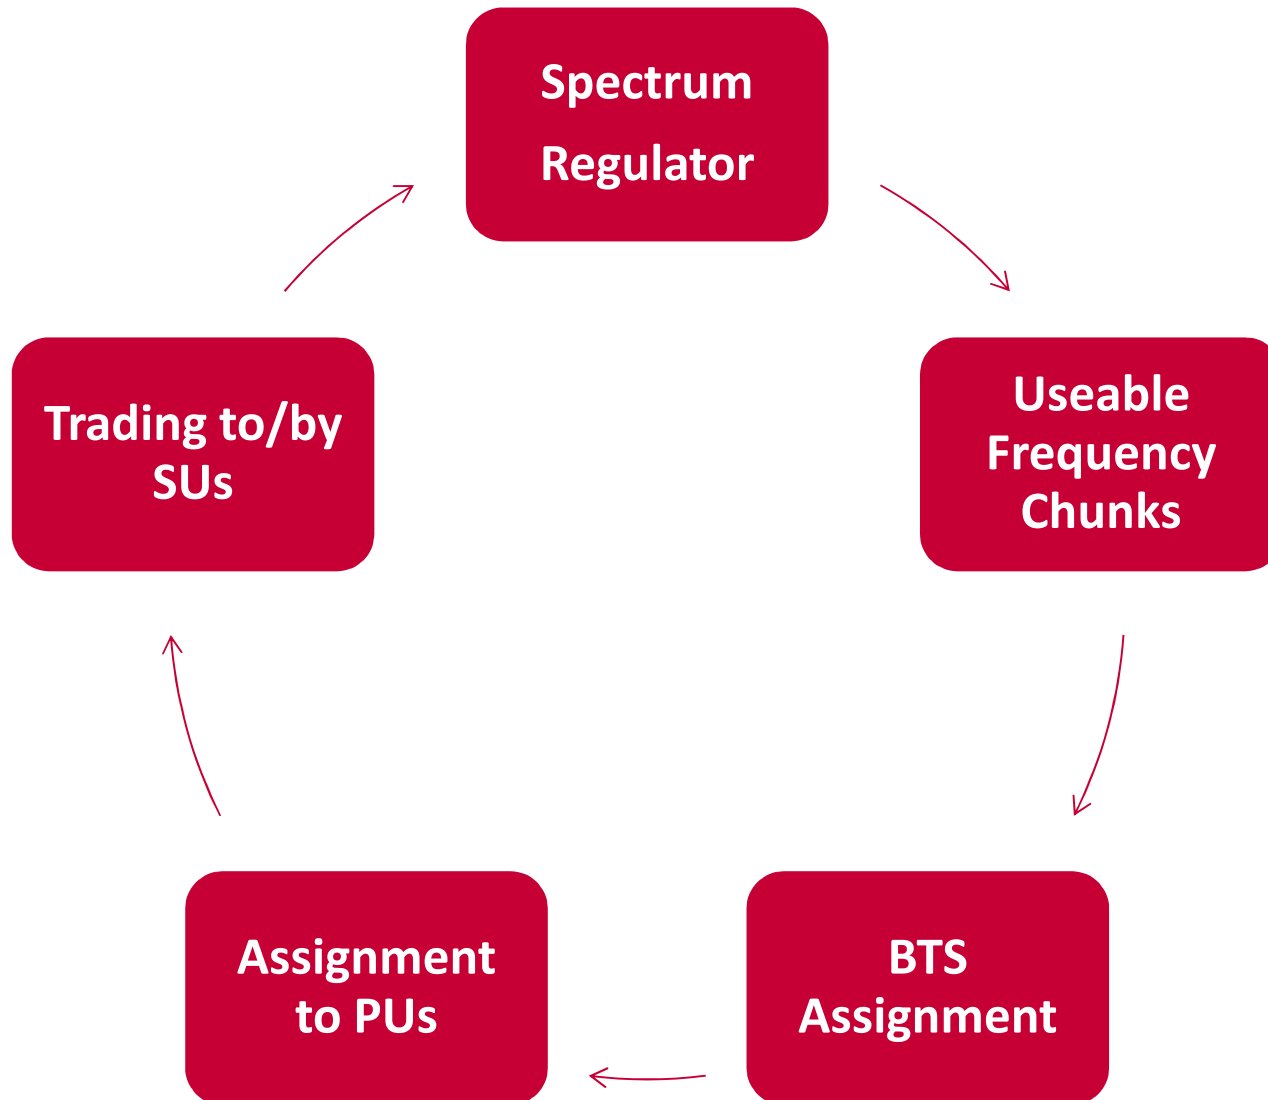 Spectrum
Regulator
Useable
Frequency
Chunks
BTS
Assignment
Assignment
to PUs
Trading to/by
SUs